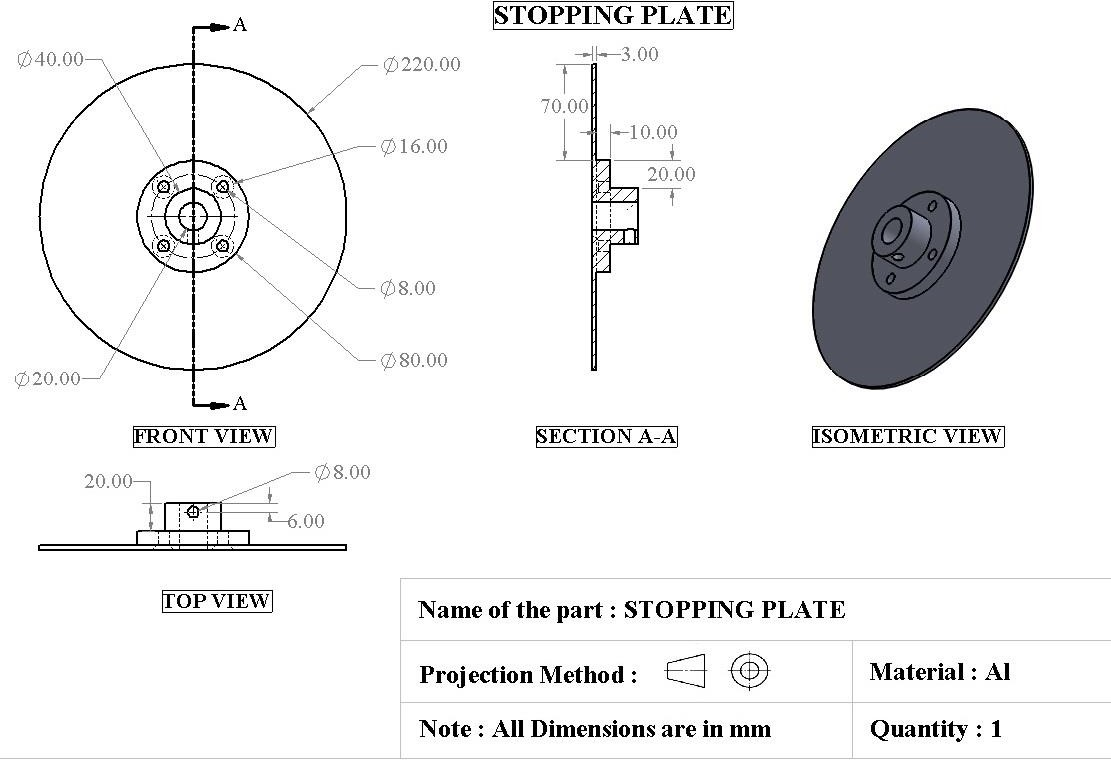 STOPPING PLATE
A
∅40.00
∅220.00
∅16.00
∅8.00
∅80.00
∅20.00
A
FRONT VIEW
3.00
70.00
10.00
20.00
SECTION A-A
ISOMETRIC VIEW
20.00
∅8.00
6.00
TOP VIEW
Name of the part : STOPPING PLATE
Projection Method :
Material : Al
Note : All Dimensions are in mm
Quantity : 1